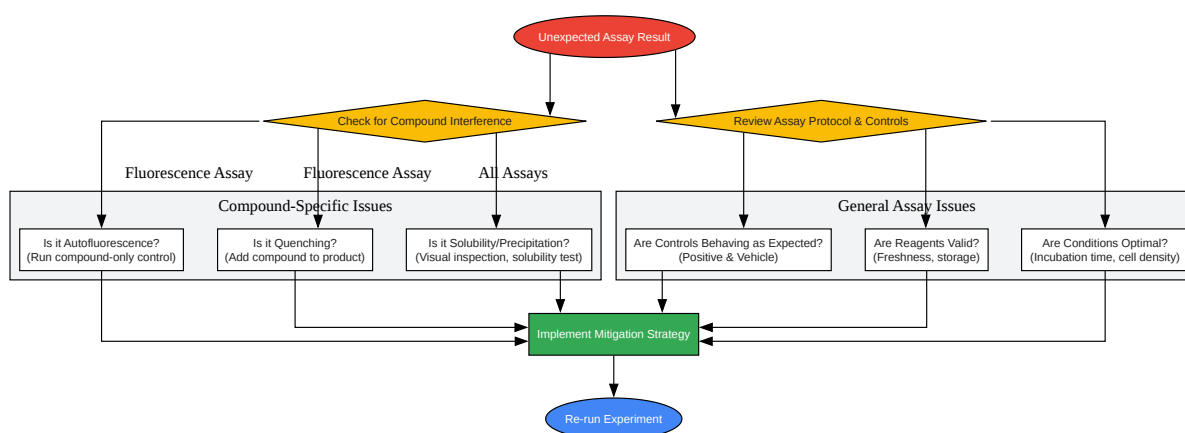 Unexpected Assay Result
Check for Compound Interference
Review Assay Protocol & Controls
Fluorescence Assay
Fluorescence Assay
All Assays
Compound-Specific Issues
General Assay Issues
Is it Autofluorescence?
(Run compound-only control)
Is it Quenching?
(Add compound to product)
Is it Solubility/Precipitation?
(Visual inspection, solubility test)
Are Controls Behaving as Expected?
(Positive & Vehicle)
Are Reagents Valid?
(Freshness, storage)
Are Conditions Optimal?
(Incubation time, cell density)
Implement Mitigation Strategy
Re-run Experiment